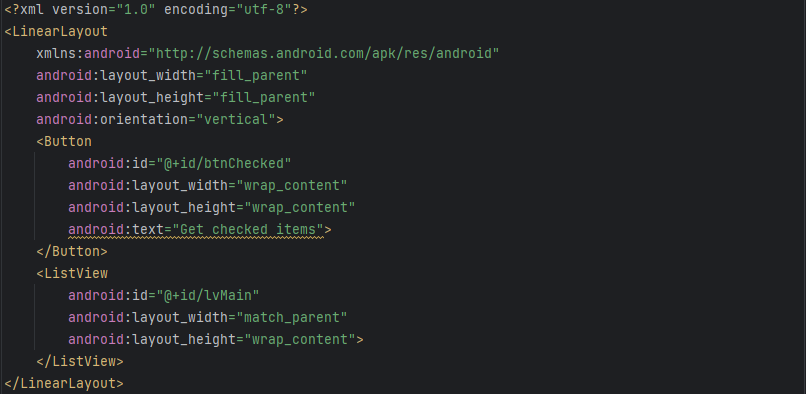 <?xml version="1.0" encoding="utf-8"?>
<LinearLayout
    xmlns:android="http://schemas.android.com/apk/res/android"
    android:layout_width="fill_parent"
    android:layout_height="fill_parent"
    android:orientation="vertical">
    <Button
        android:id="@+id/btnChecked"
        android:layout_width="wrap_content"
        android:layout_height="wrap_content"
        android:text="Get checked items">
    </Button>
    <ListView
        android:id="@+id/lvMain"
        android:layout_width="match_parent"
        android:layout_height="wrap_content">
    </ListView>
</LinearLayout>